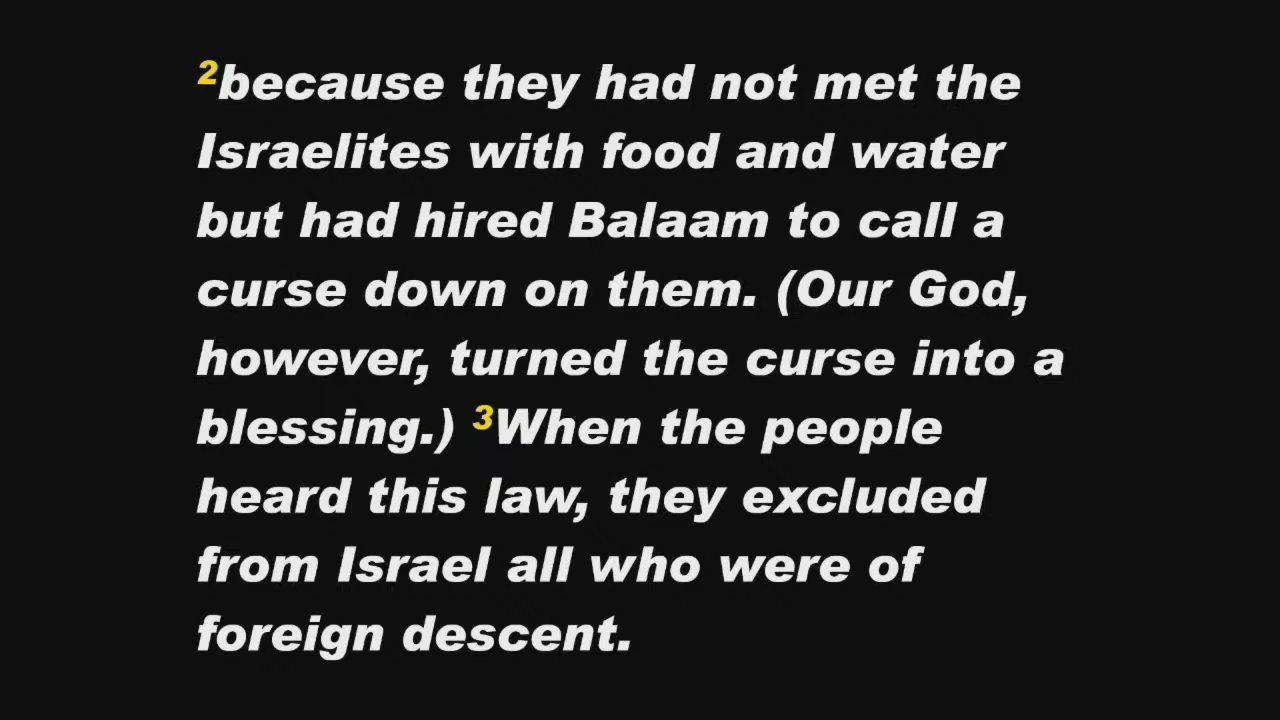 2because they had not met the
Israelites with food and water
but had hired Balaam to call a
curse down on them. (Our God,
however, turned the curse into a
blessing.) 3When the people
heard this law, they excluded
from Israel all who were of
foreign descent.